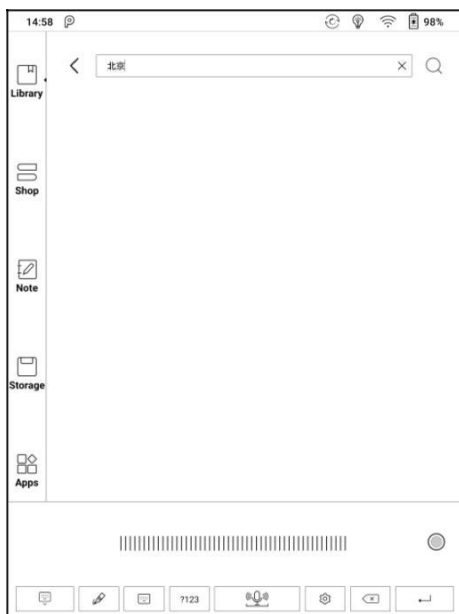 14:58 98%
北京
Library
Shop
Note
Storage
Apps
?123